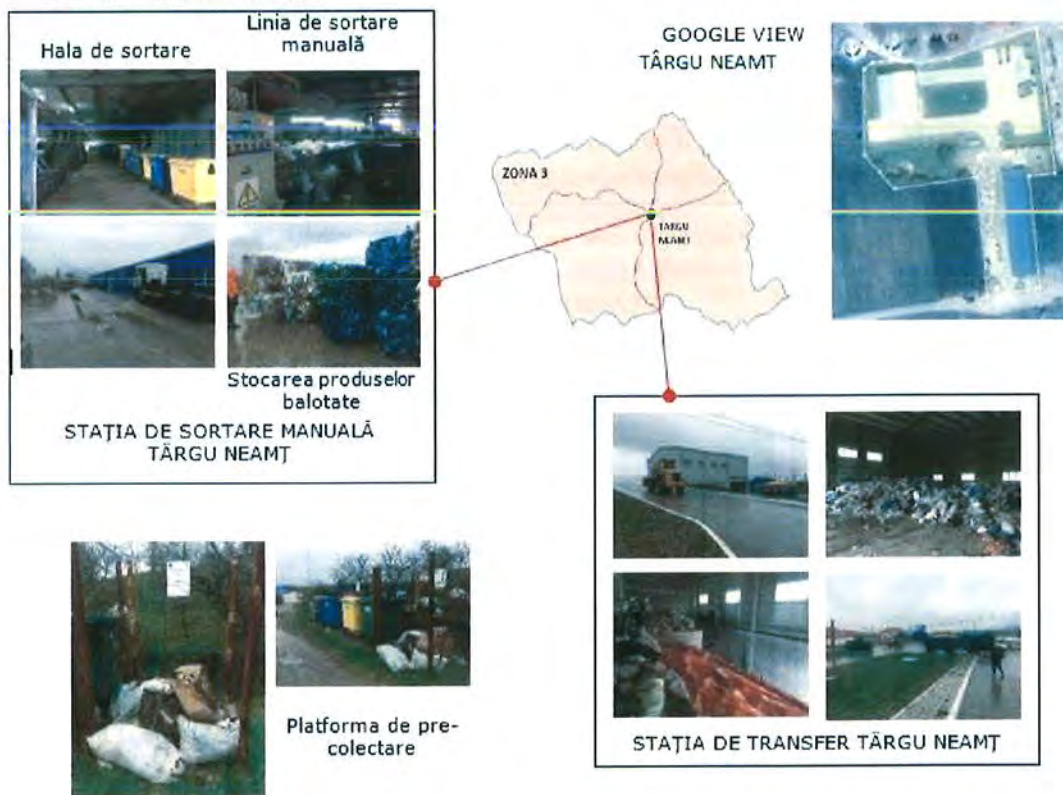 Hala de sortare
Linia de sortare
manuală
Stocarea produselor
balotate
STAȚIA DE SORTARE MANUALĂ
TÂRGU NEAMȚ
GOOGLE VIEW
TÂRGU NEAMT
ZONA 3
TÂRGU
NEAMȚ
Platforma de pre-
colectare
STAȚIA DE TRANSFER TÂRGU NEAMȚ